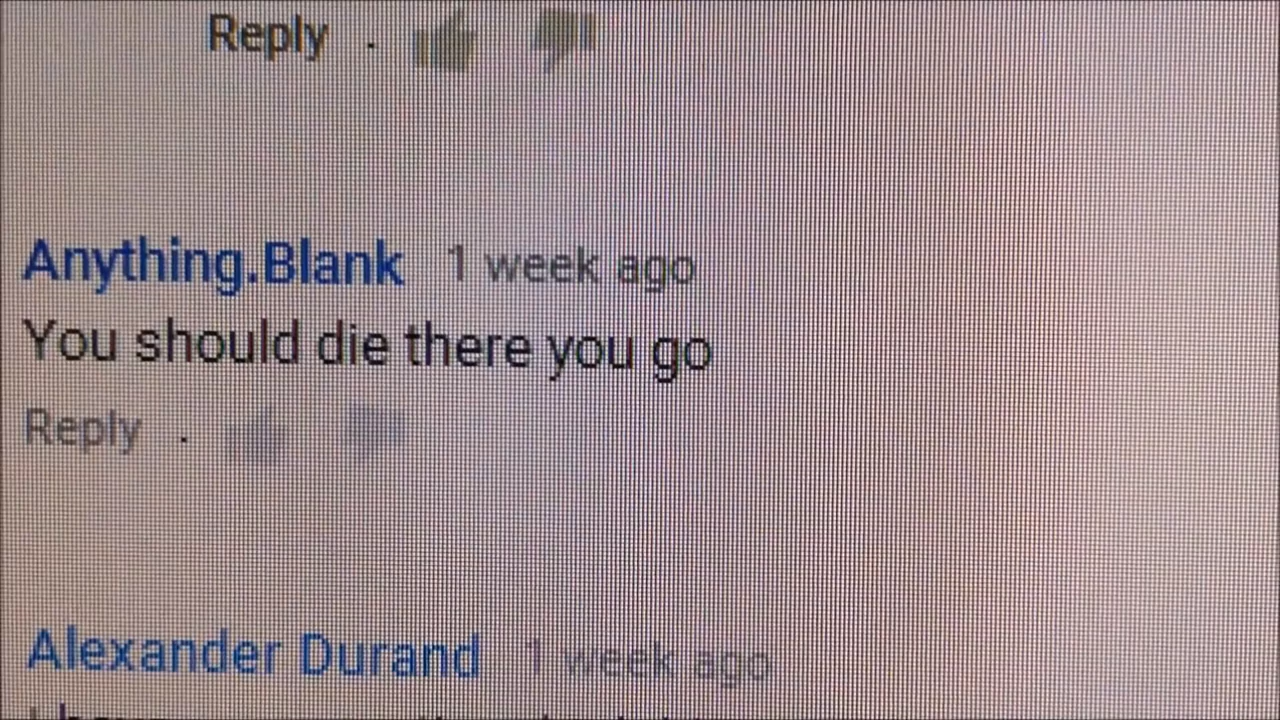 Reply .
Anything.Blank 1 week ago
You should die there you go
Reply .
Alexander Durand 1 week ago